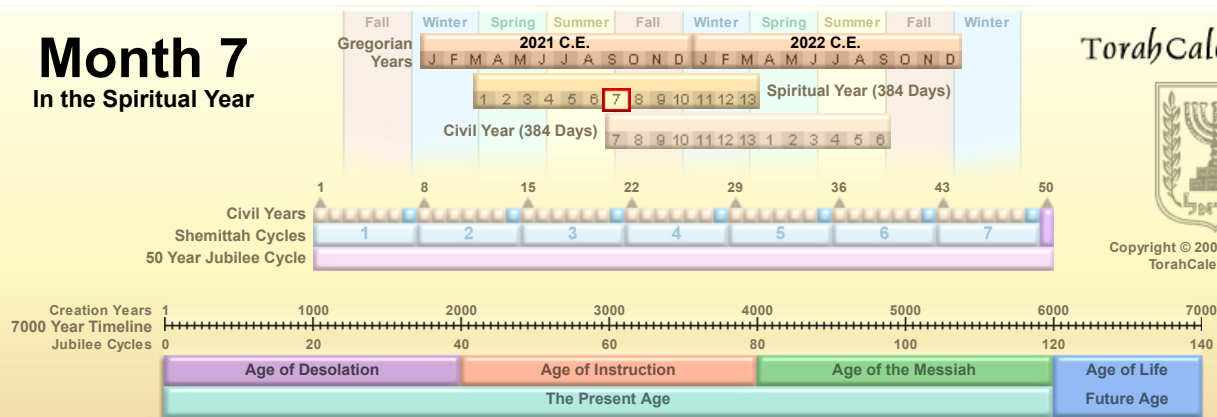 Fall Winter Spring Summer Fall Winter Spring Summer Fall Winter
Month 7
In the Spiritual Year
Gregorian Years
2021 C.E. 2022 C.E.
J F M A M J J A S O N D J F M A M J J A S O N D
1 2 3 4 5 6 7 8 9 10 11 12 13 Spiritual Year (384 Days)
Civil Year (384 Days) 7 8 9 10 11 12 13 1 2 3 4 5 6
TorahCale
1 8 15 22 29 36 43 50
Civil Years
Shemittah Cycles 1 2 3 4 5 6 7
50 Year Jubilee Cycle
Copyright © 200
TorahCale
Creation Years 1 1000 2000 3000 4000 5000 6000 7000
7000 Year Timeline
Jubilee Cycles 0 20 40 60 80 100 120 140
Age of Desolation Age of Instruction Age of the Messiah Age of Life
The Present Age Future Age